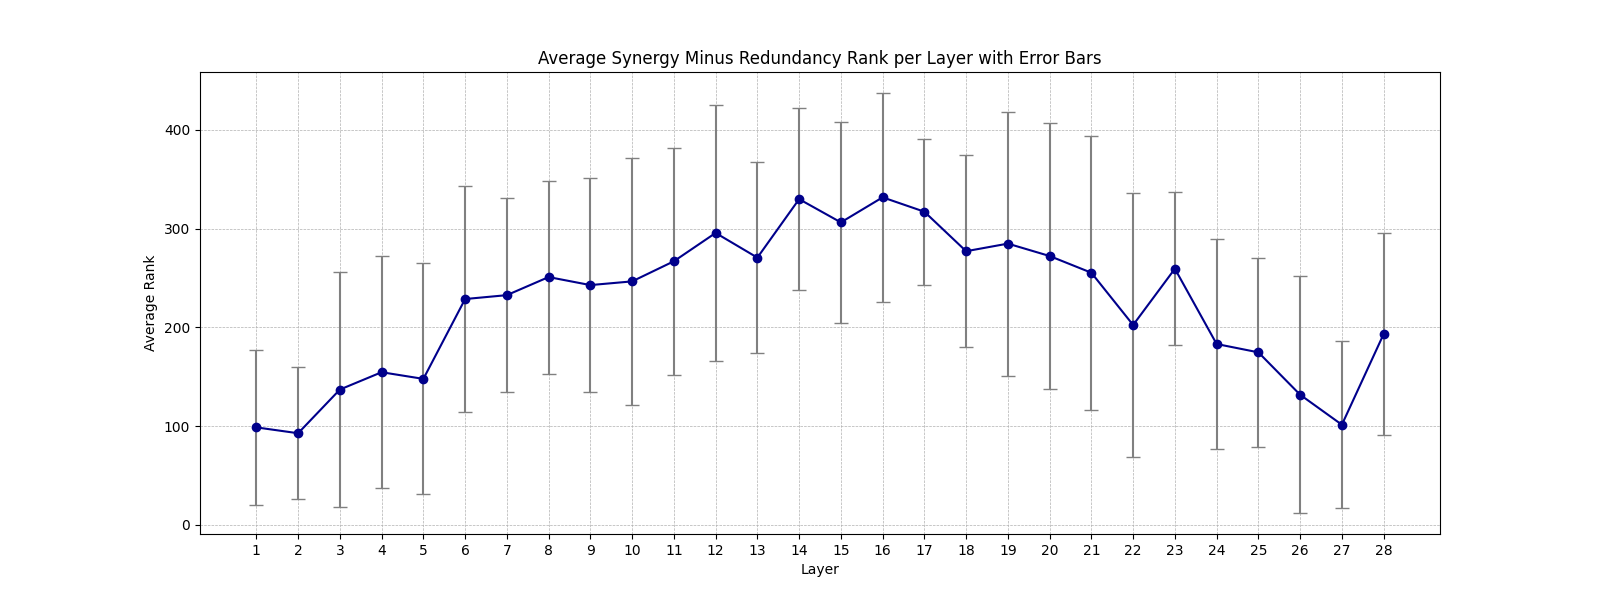 Average Synergy Minus Redundancy Rank per Layer with Error Bars
Average Rank
400
300
200
100
0
1 2 3 4 5 6 7 8 9 10 11 12 13 14 15 16 17 18 19 20 21 22 23 24 25 26 27 28
Layer